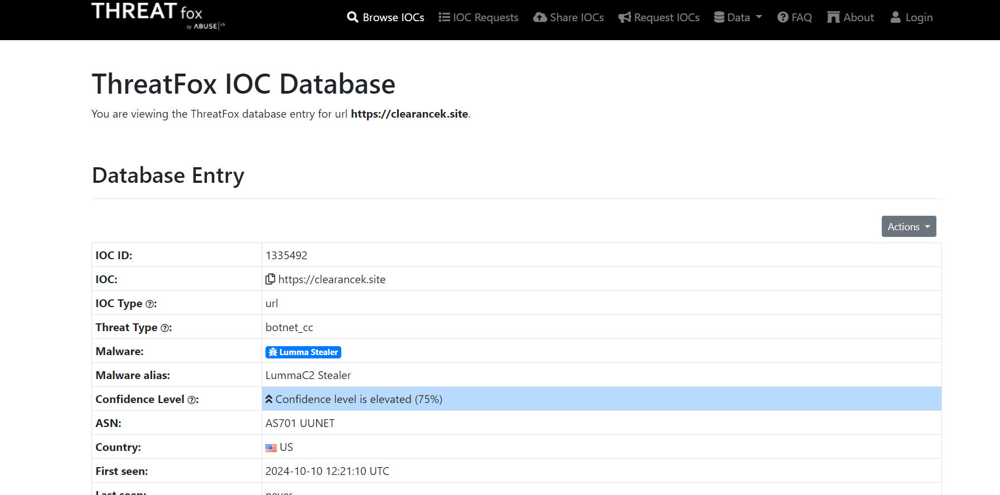 THREAT fox
by ABUSE|ch
Browse IOCs IOC Requests Share IOCs Request IOCs Data FAQ About Login
ThreatFox IOC Database
You are viewing the ThreatFox database entry for url https://clearancek.site.
Database Entry
Actions
IOC ID: 1335492
IOC: https://clearancek.site
IOC Type ?: url
Threat Type ?: botnet_cc
Malware: Lumma Stealer
Malware alias: LummaC2 Stealer
Confidence Level ?: Confidence level is elevated (75%)
ASN: AS701 UUNET
Country: US
First seen: 2024-10-10 12:21:10 UTC
Last seen: never